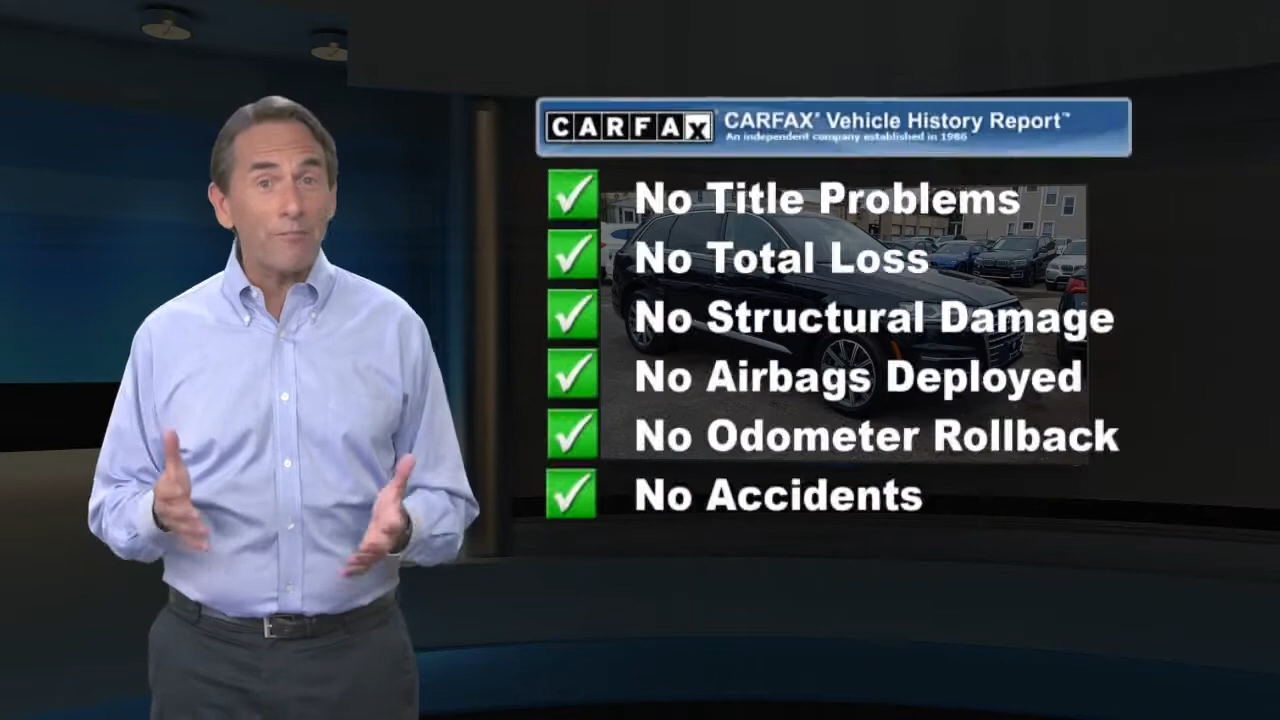 CARFAX CARFAX® Vehicle History Report™
An independent company established in 1986
No Title Problems
No Total Loss
No Structural Damage
No Airbags Deployed
No Odometer Rollback
No Accidents